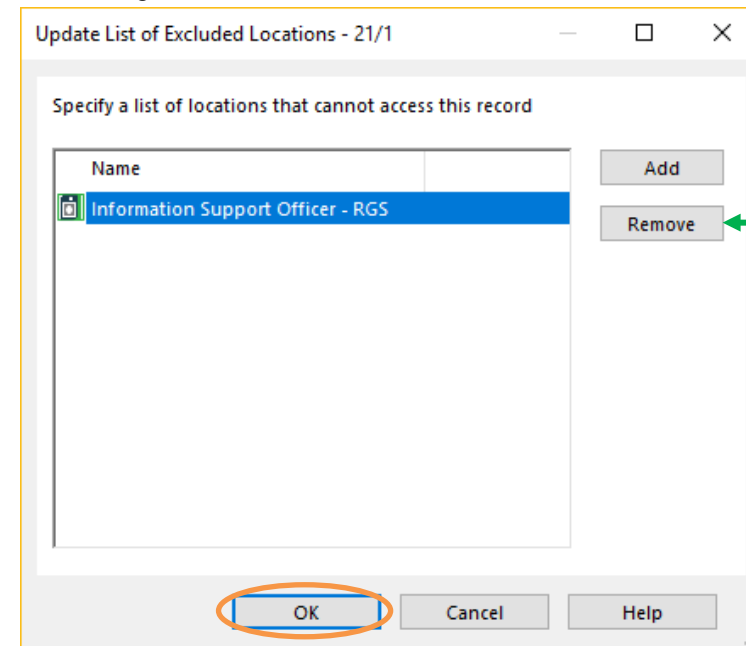 Update List of Excluded Locations - 21/1
Specify a list of locations that cannot access this record
Name
Add
Information Support Officer - RGS
Remove
OK
Cancel
Help